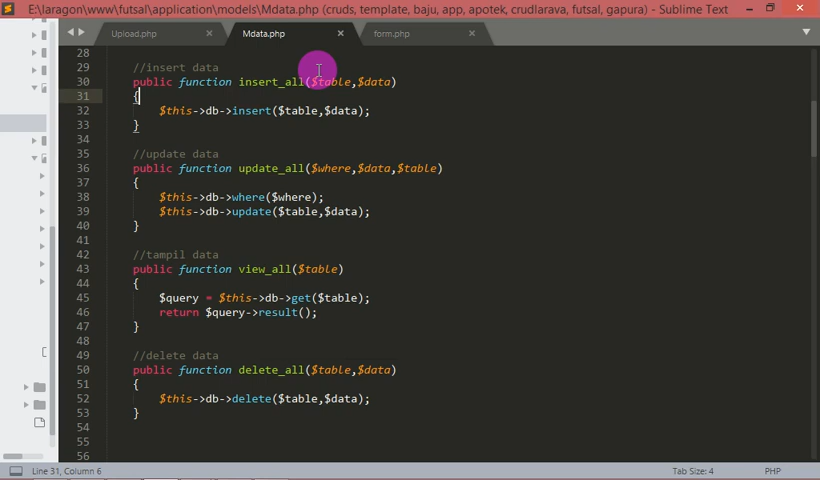 E:\laragon\www\futsal\application\models\Mdata.php (cruds, template, baju, app, apotek, crudlarava, futsal, gapura) - Sublime Text
Upload.php
Mdata.php
form.php
28
29 //insert data
30 public function insert_all($table,$data)
31 {
32 $this->db->insert($table,$data);
33 }
34
35 //update data
36 public function update_all($where,$data,$table)
37 {
38 $this->db->where($where);
39 $this->db->update($table,$data);
40 }
41
42 //tampil data
43 public function view_all($table)
44 {
45 $query = $this->db->get($table);
46 return $query->result();
47 }
48
49 //delete data
50 public function delete_all($table,$data)
51 {
52 $this->db->delete($table,$data);
53 }
54
55
56
Line 31, Column 6
Tab Size: 4
PHP